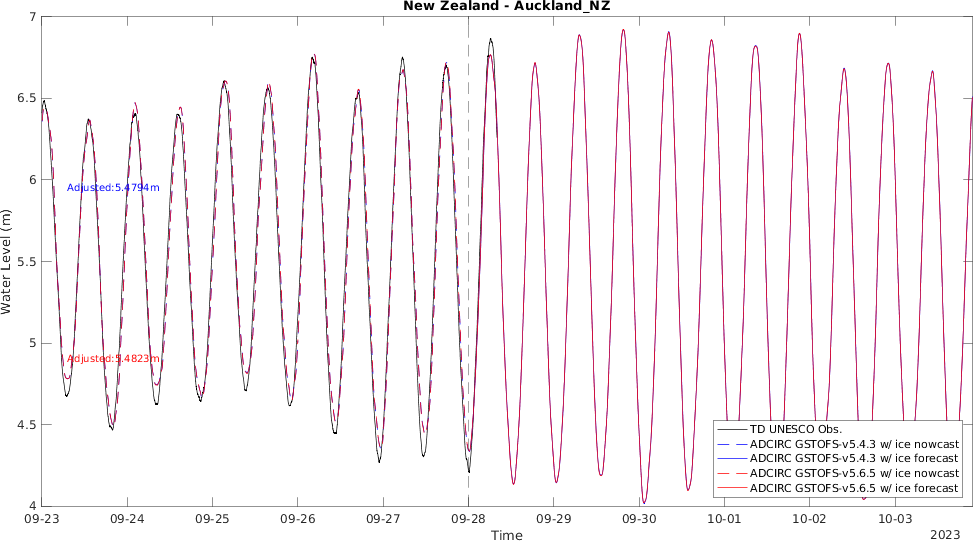 New Zealand - Auckland_NZ
7
6.5
6
5.5
5
4.5
4
Water Level (m)
Adjusted:5.4794m
Adjusted:5.4823m
TD UNESCO Obs.
ADCIRC GSTOFS-v5.4.3 w/ ice nowcast
ADCIRC GSTOFS-v5.4.3 w/ ice forecast
ADCIRC GSTOFS-v5.6.5 w/ ice nowcast
ADCIRC GSTOFS-v5.6.5 w/ ice forecast
09-23 09-24 09-25 09-26 09-27 09-28 09-29 09-30 10-01 10-02 10-03
Time
2023